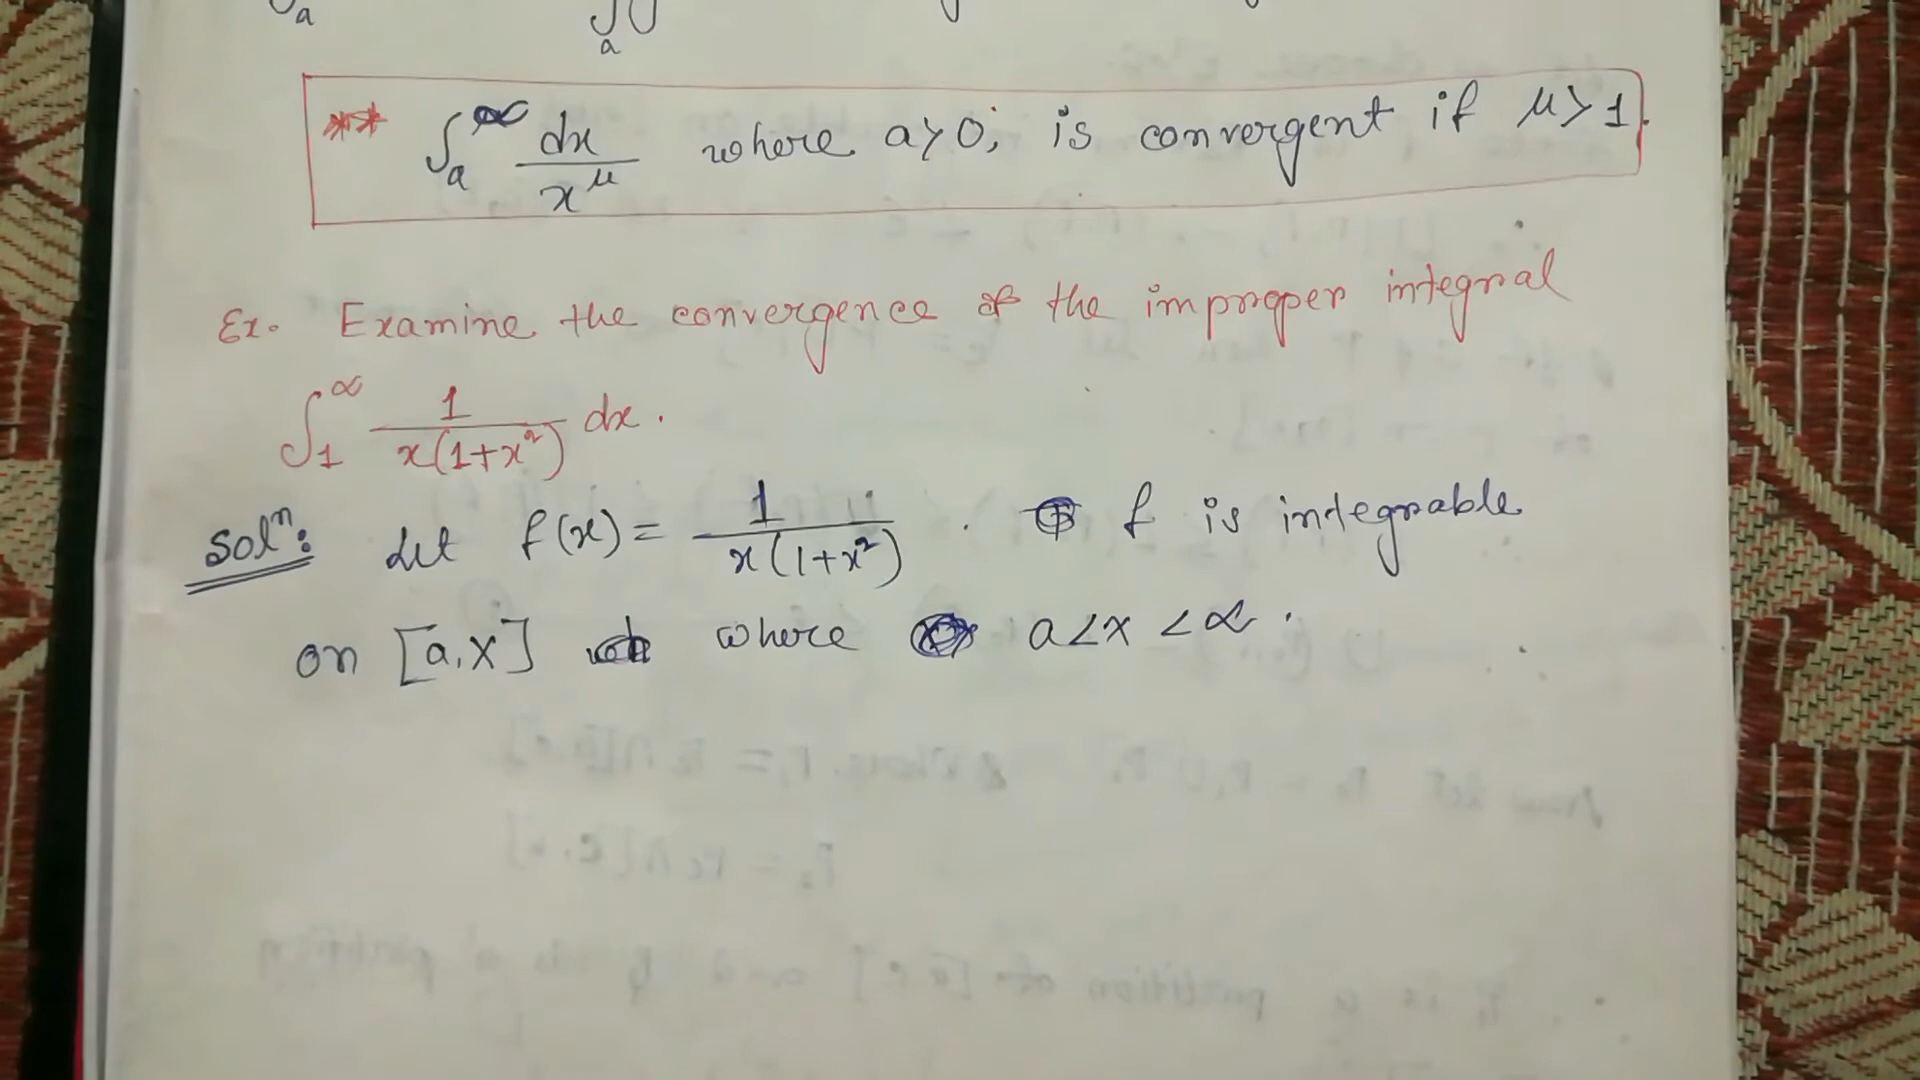 a a
** ∫_a^∞ dx/x^μ where a>0, is convergent if μ>1.
Ex. Examine the convergence of the improper integral
∫_1^∞ 1/x(1+x²) dx.
Solⁿ: Let f(x) = 1/x(1+x²) . f is integrable
on [a,X] where a<X<∞.